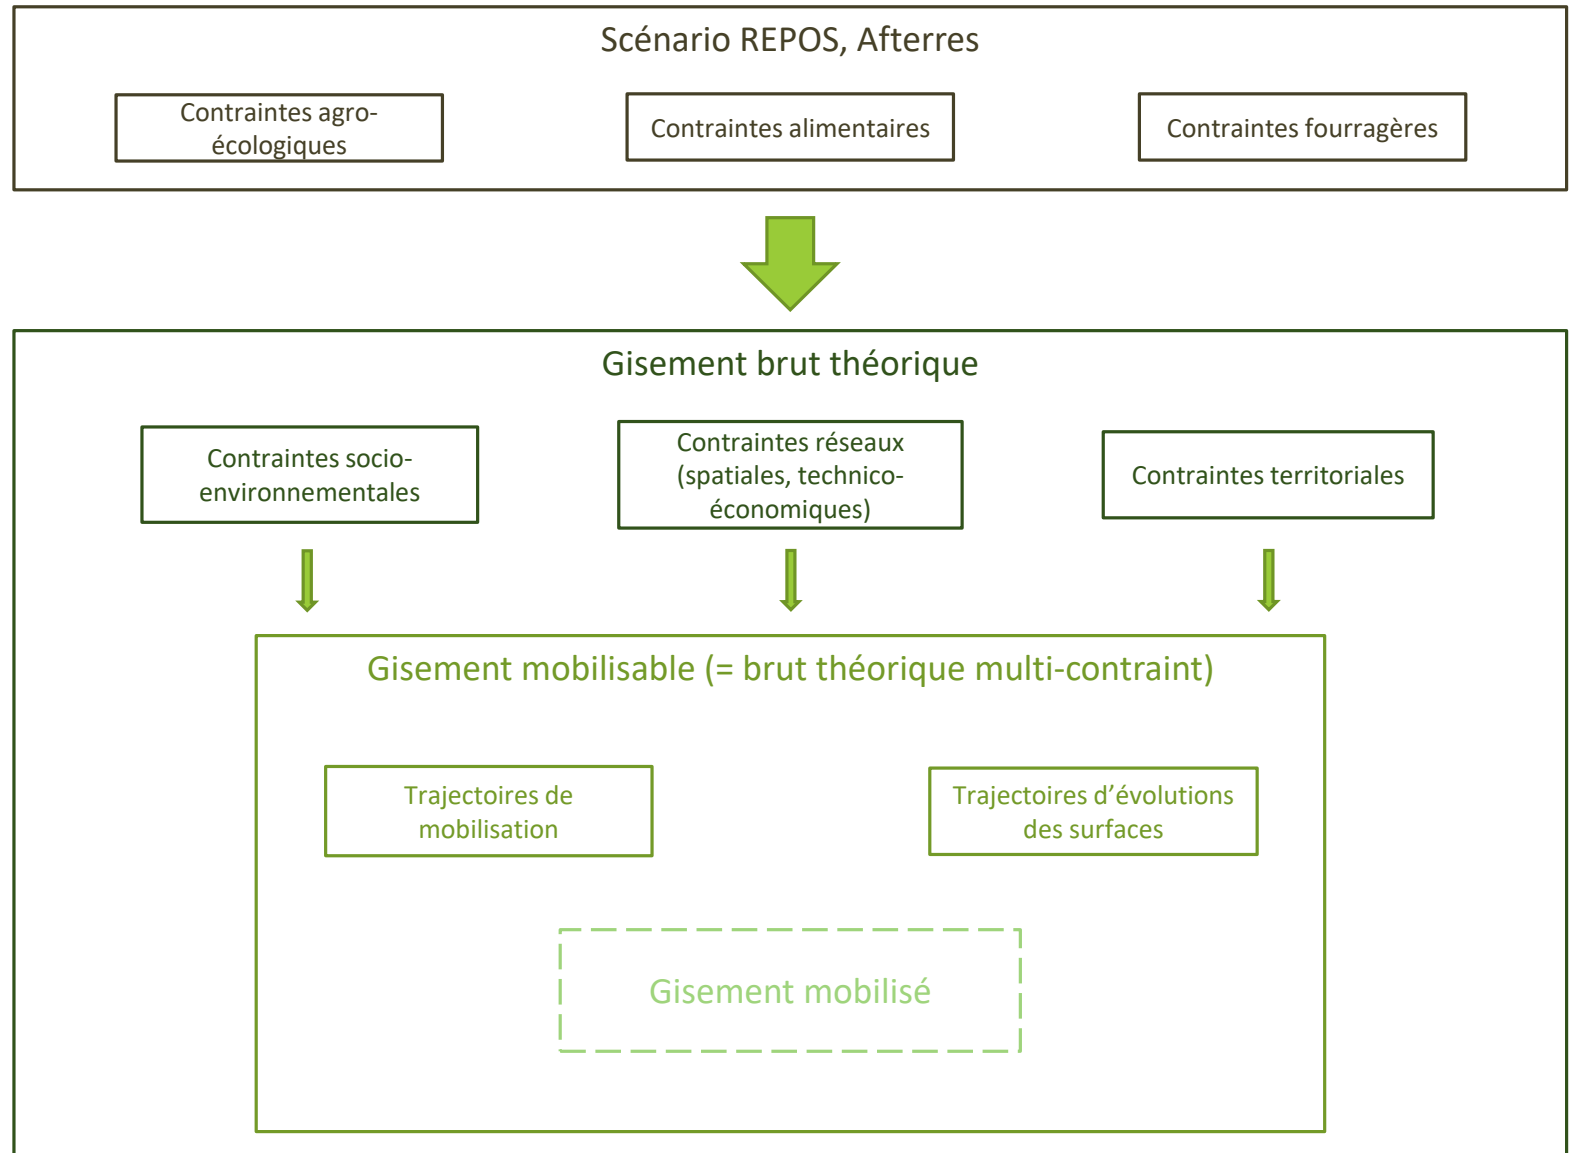 Scénario REPOS, Afterres
Contraintes agro-
écologiques
Contraintes alimentaires
Contraintes fourragères
Gisement brut théorique
Contraintes socio-
environnementales
Contraintes réseaux
(spatiales, technico-
économiques)
Contraintes territoriales
Gisement mobilisable (= brut théorique multi-contraint)
Trajectoires de
mobilisation
Trajectoires d’évolutions
des surfaces
Gisement mobilisé